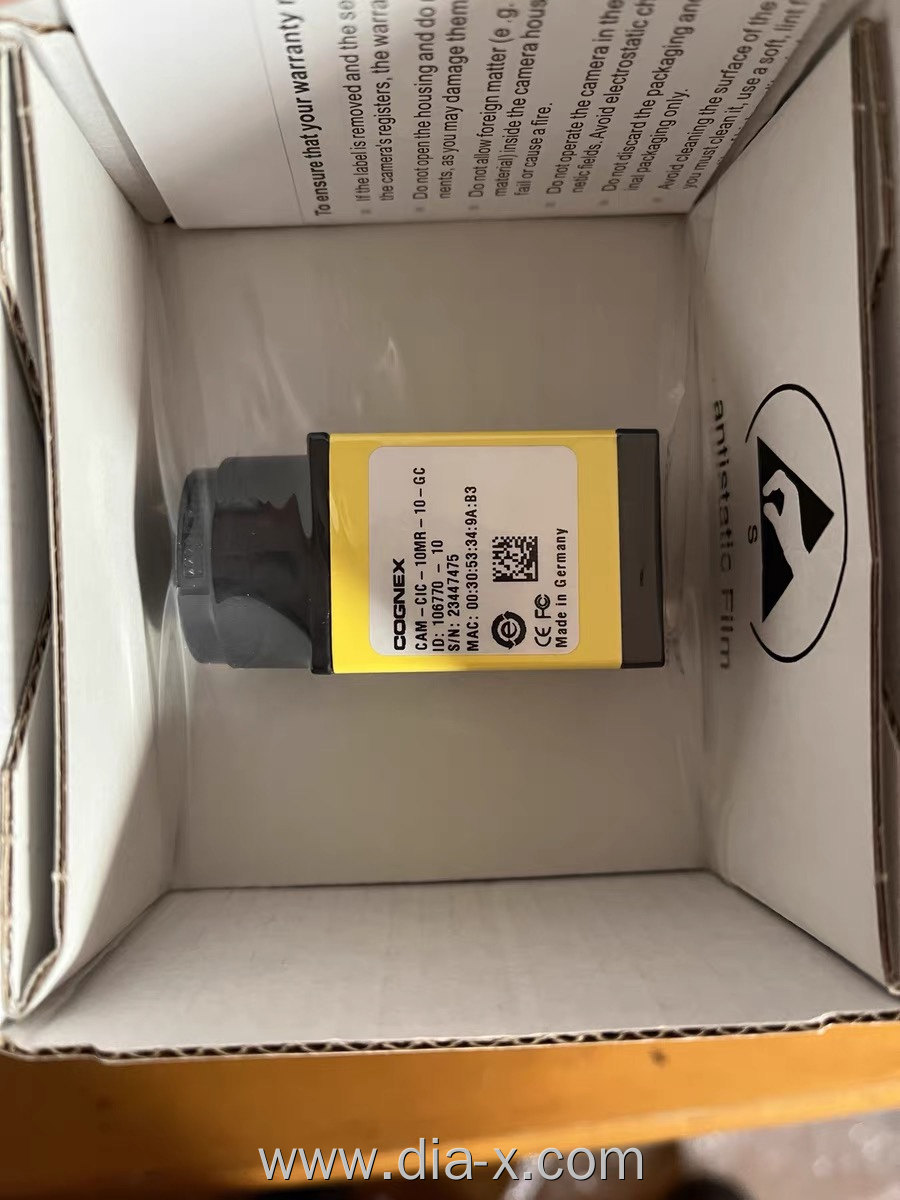 To ensure that your warranty r
If the label is removed and the se
the camera's registers, the warra
Do not open the housing and do
nents, as you may damage them
Do not allow foreign matter (e.g.
material) inside the camera hous
fail or cause a fire.
Do not operate the camera in the
netic fields. Avoid electrostatic ch
Do not discard the packaging and
inal packaging only.
Avoid cleaning the surface of the
you must clean it, use a soft, lint f
COGNEX
CAM-CIC-10MR-10-GC
ID: 106770-10
S/N: 23447475
MAC: 00:30:53:34:9A:B3
CE FC
Made in Germany
antistatic Film
S
www.dia-x.com